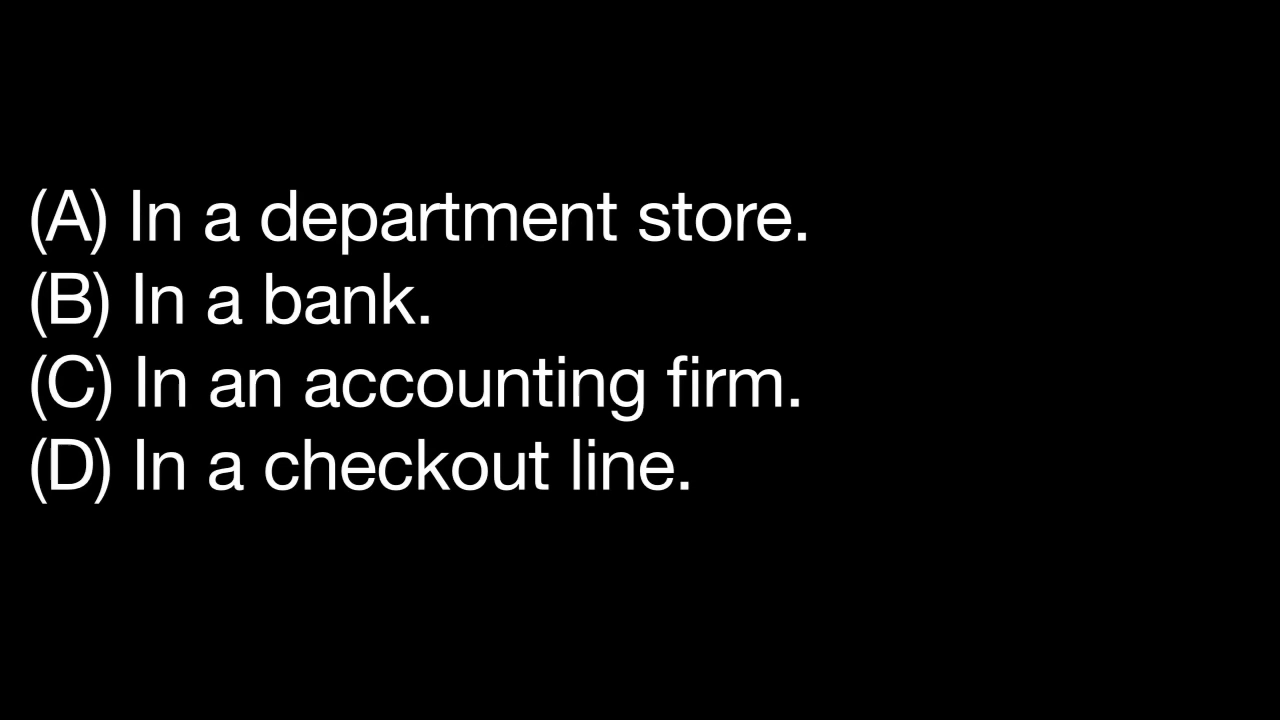 (A) In a department store.
(B) In a bank.
(C) In an accounting firm.
(D) In a checkout line.